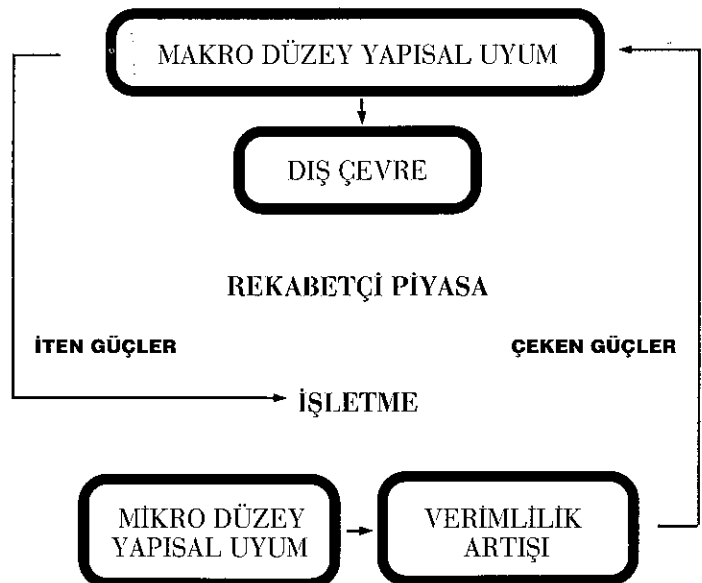 MAKRO DÜZEY YAPISAL UYUM
DIŞ ÇEVRE
REKABETÇİ PİYASA
İTEN GÜÇLER
ÇEKEN GÜÇLER
İŞLETME
MİKRO DÜZEY
YAPISAL UYUM
VERİMLİLİK
ARTIŞI